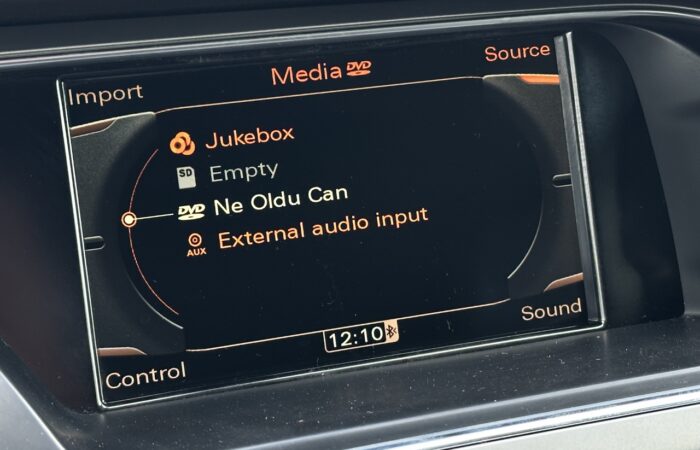 Import
Media DVD
Source
Jukebox
SD Empty
DVD Ne Oldu Can
AUX External audio input
12:10
Control
Sound